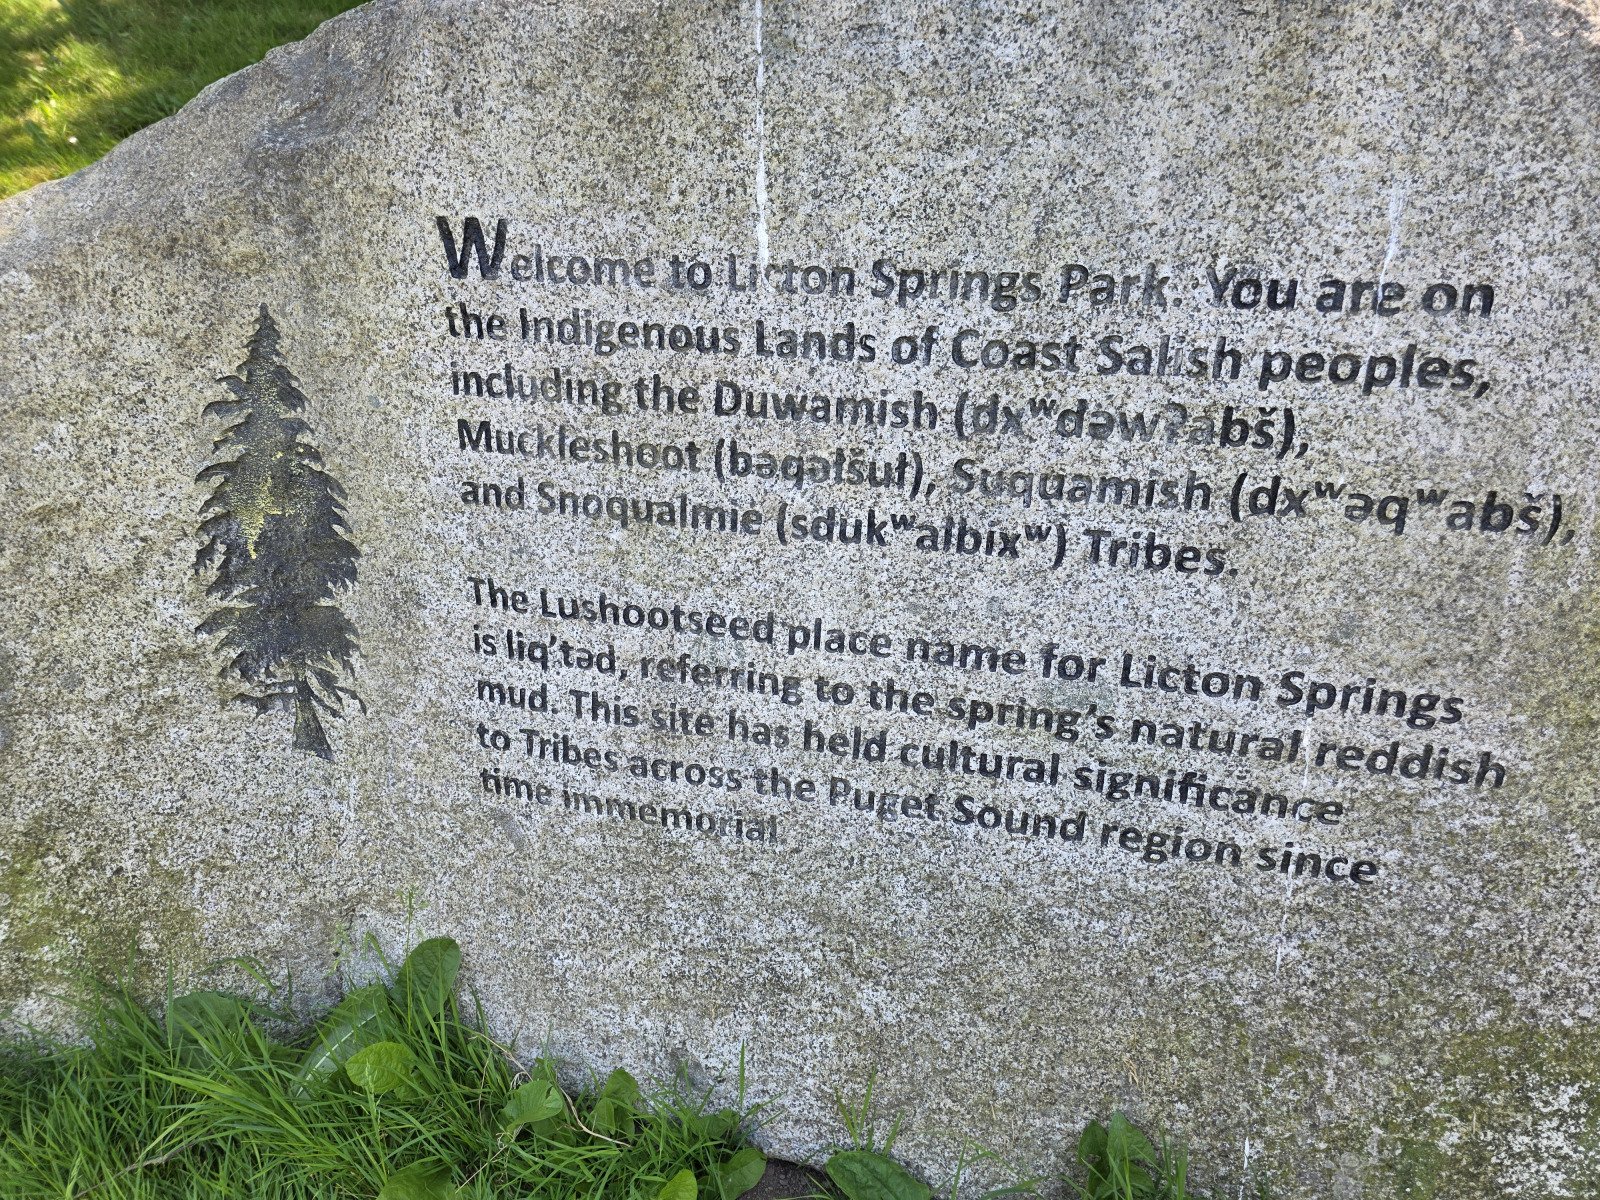 Welcome to Licton Springs Park. You are on
the Indigenous Lands of Coast Salish peoples,
including the Duwamish (dxʷdəwʔabš),
Muckleshoot (bəqəlšuł), Suquamish (dxʷəqʷabš),
and Snoqualmie (sdukʷalbixʷ) Tribes.
The Lushootseed place name for Licton Springs
is liq’təd, referring to the spring’s natural reddish
mud. This site has held cultural significance
to Tribes across the Puget Sound region since
time immemorial.